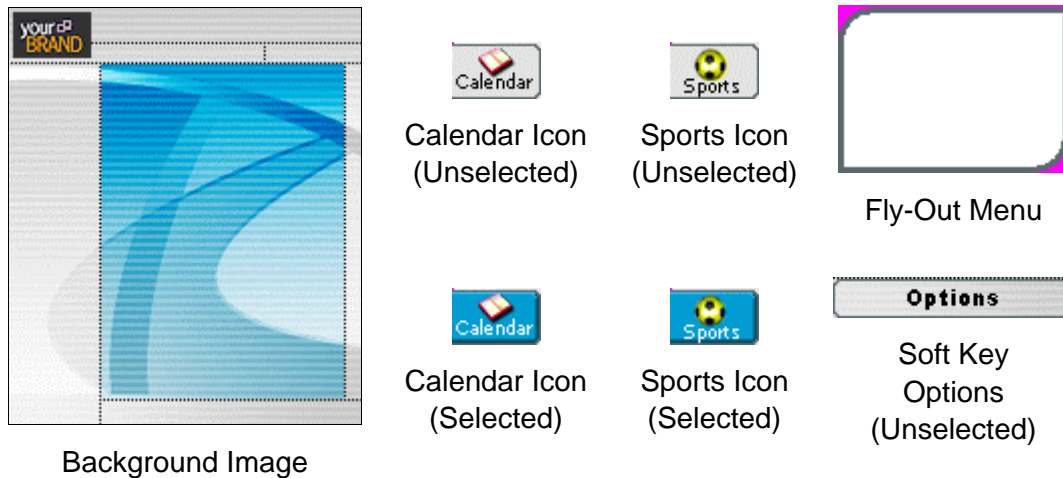 your
BRAND
Calendar
Sports
Calendar Icon
(Unselected)
Sports Icon
(Unselected)
Fly-Out Menu
Calendar
Sports
Options
Calendar Icon
(Selected)
Sports Icon
(Selected)
Soft Key
Options
(Unselected)
Background Image